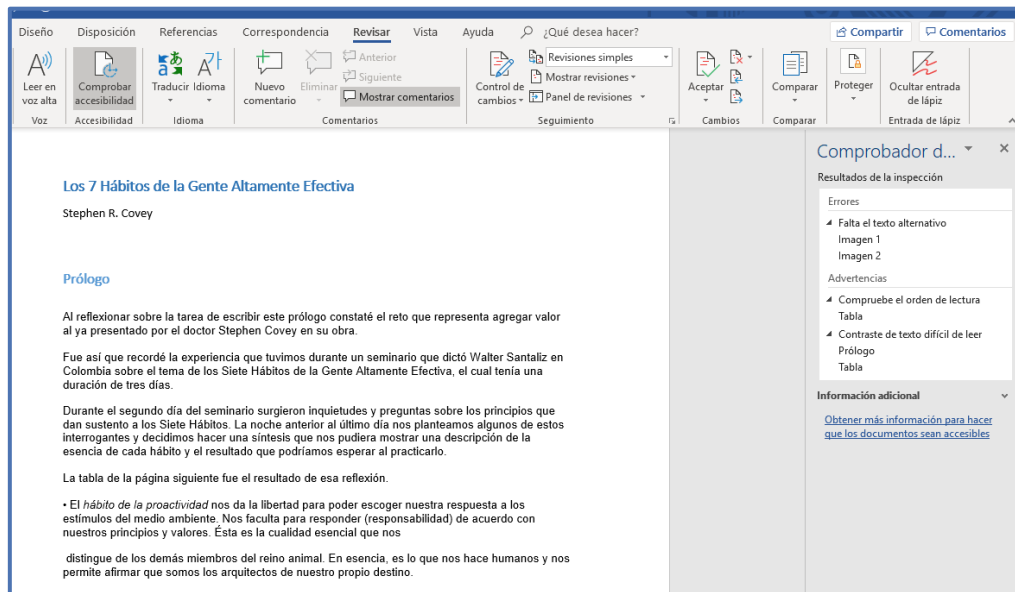 Diseño Disposición Referencias Correspondencia Revisar Vista Ayuda ¿Qué desea hacer? Compartir Comentarios
Leer en voz alta
Voz
Comprobar accesibilidad
Accesibilidad
Traducir Idioma
Idioma
Nuevo comentario
Eliminar
Anterior
Siguiente
Mostrar comentarios
Comentarios
Control de cambios
Revisiones simples
Mostrar revisiones
Panel de revisiones
Seguimiento
Aceptar
Cambios
Comparar
Comparar
Proteger
Ocultar entrada de lápiz
Entrada de lápiz
Los 7 Hábitos de la Gente Altamente Efectiva
Stephen R. Covey
Prólogo
Al reflexionar sobre la tarea de escribir este prólogo constaté el reto que representa agregar valor
al ya presentado por el doctor Stephen Covey en su obra.
Fue así que recordé la experiencia que tuvimos durante un seminario que dictó Walter Santaliz en
Colombia sobre el tema de los Siete Hábitos de la Gente Altamente Efectiva, el cual tenía una
duración de tres días.
Durante el segundo día del seminario surgieron inquietudes y preguntas sobre los principios que
dan sustento a los Siete Hábitos. La noche anterior al último día nos planteamos algunos de estos
interrogantes y decidimos hacer una síntesis que nos pudiera mostrar una descripción de la
esencia de cada hábito y el resultado que podríamos esperar al practicarlo.
La tabla de la página siguiente fue el resultado de esa reflexión.
• El hábito de la proactividad nos da la libertad para poder escoger nuestra respuesta a los
estímulos del medio ambiente. Nos faculta para responder (responsabilidad) de acuerdo con
nuestros principios y valores. Ésta es la cualidad esencial que nos
distingue de los demás miembros del reino animal. En esencia, es lo que nos hace humanos y nos
permite afirmar que somos los arquitectos de nuestro propio destino.
Comprobador d...
Resultados de la inspección
Errores
Falta el texto alternativo
Imagen 1
Imagen 2
Advertencias
Compruebe el orden de lectura
Tabla
Contraste de texto difícil de leer
Prólogo
Tabla
Información adicional
Obtener más información para hacer
que los documentos sean accesibles